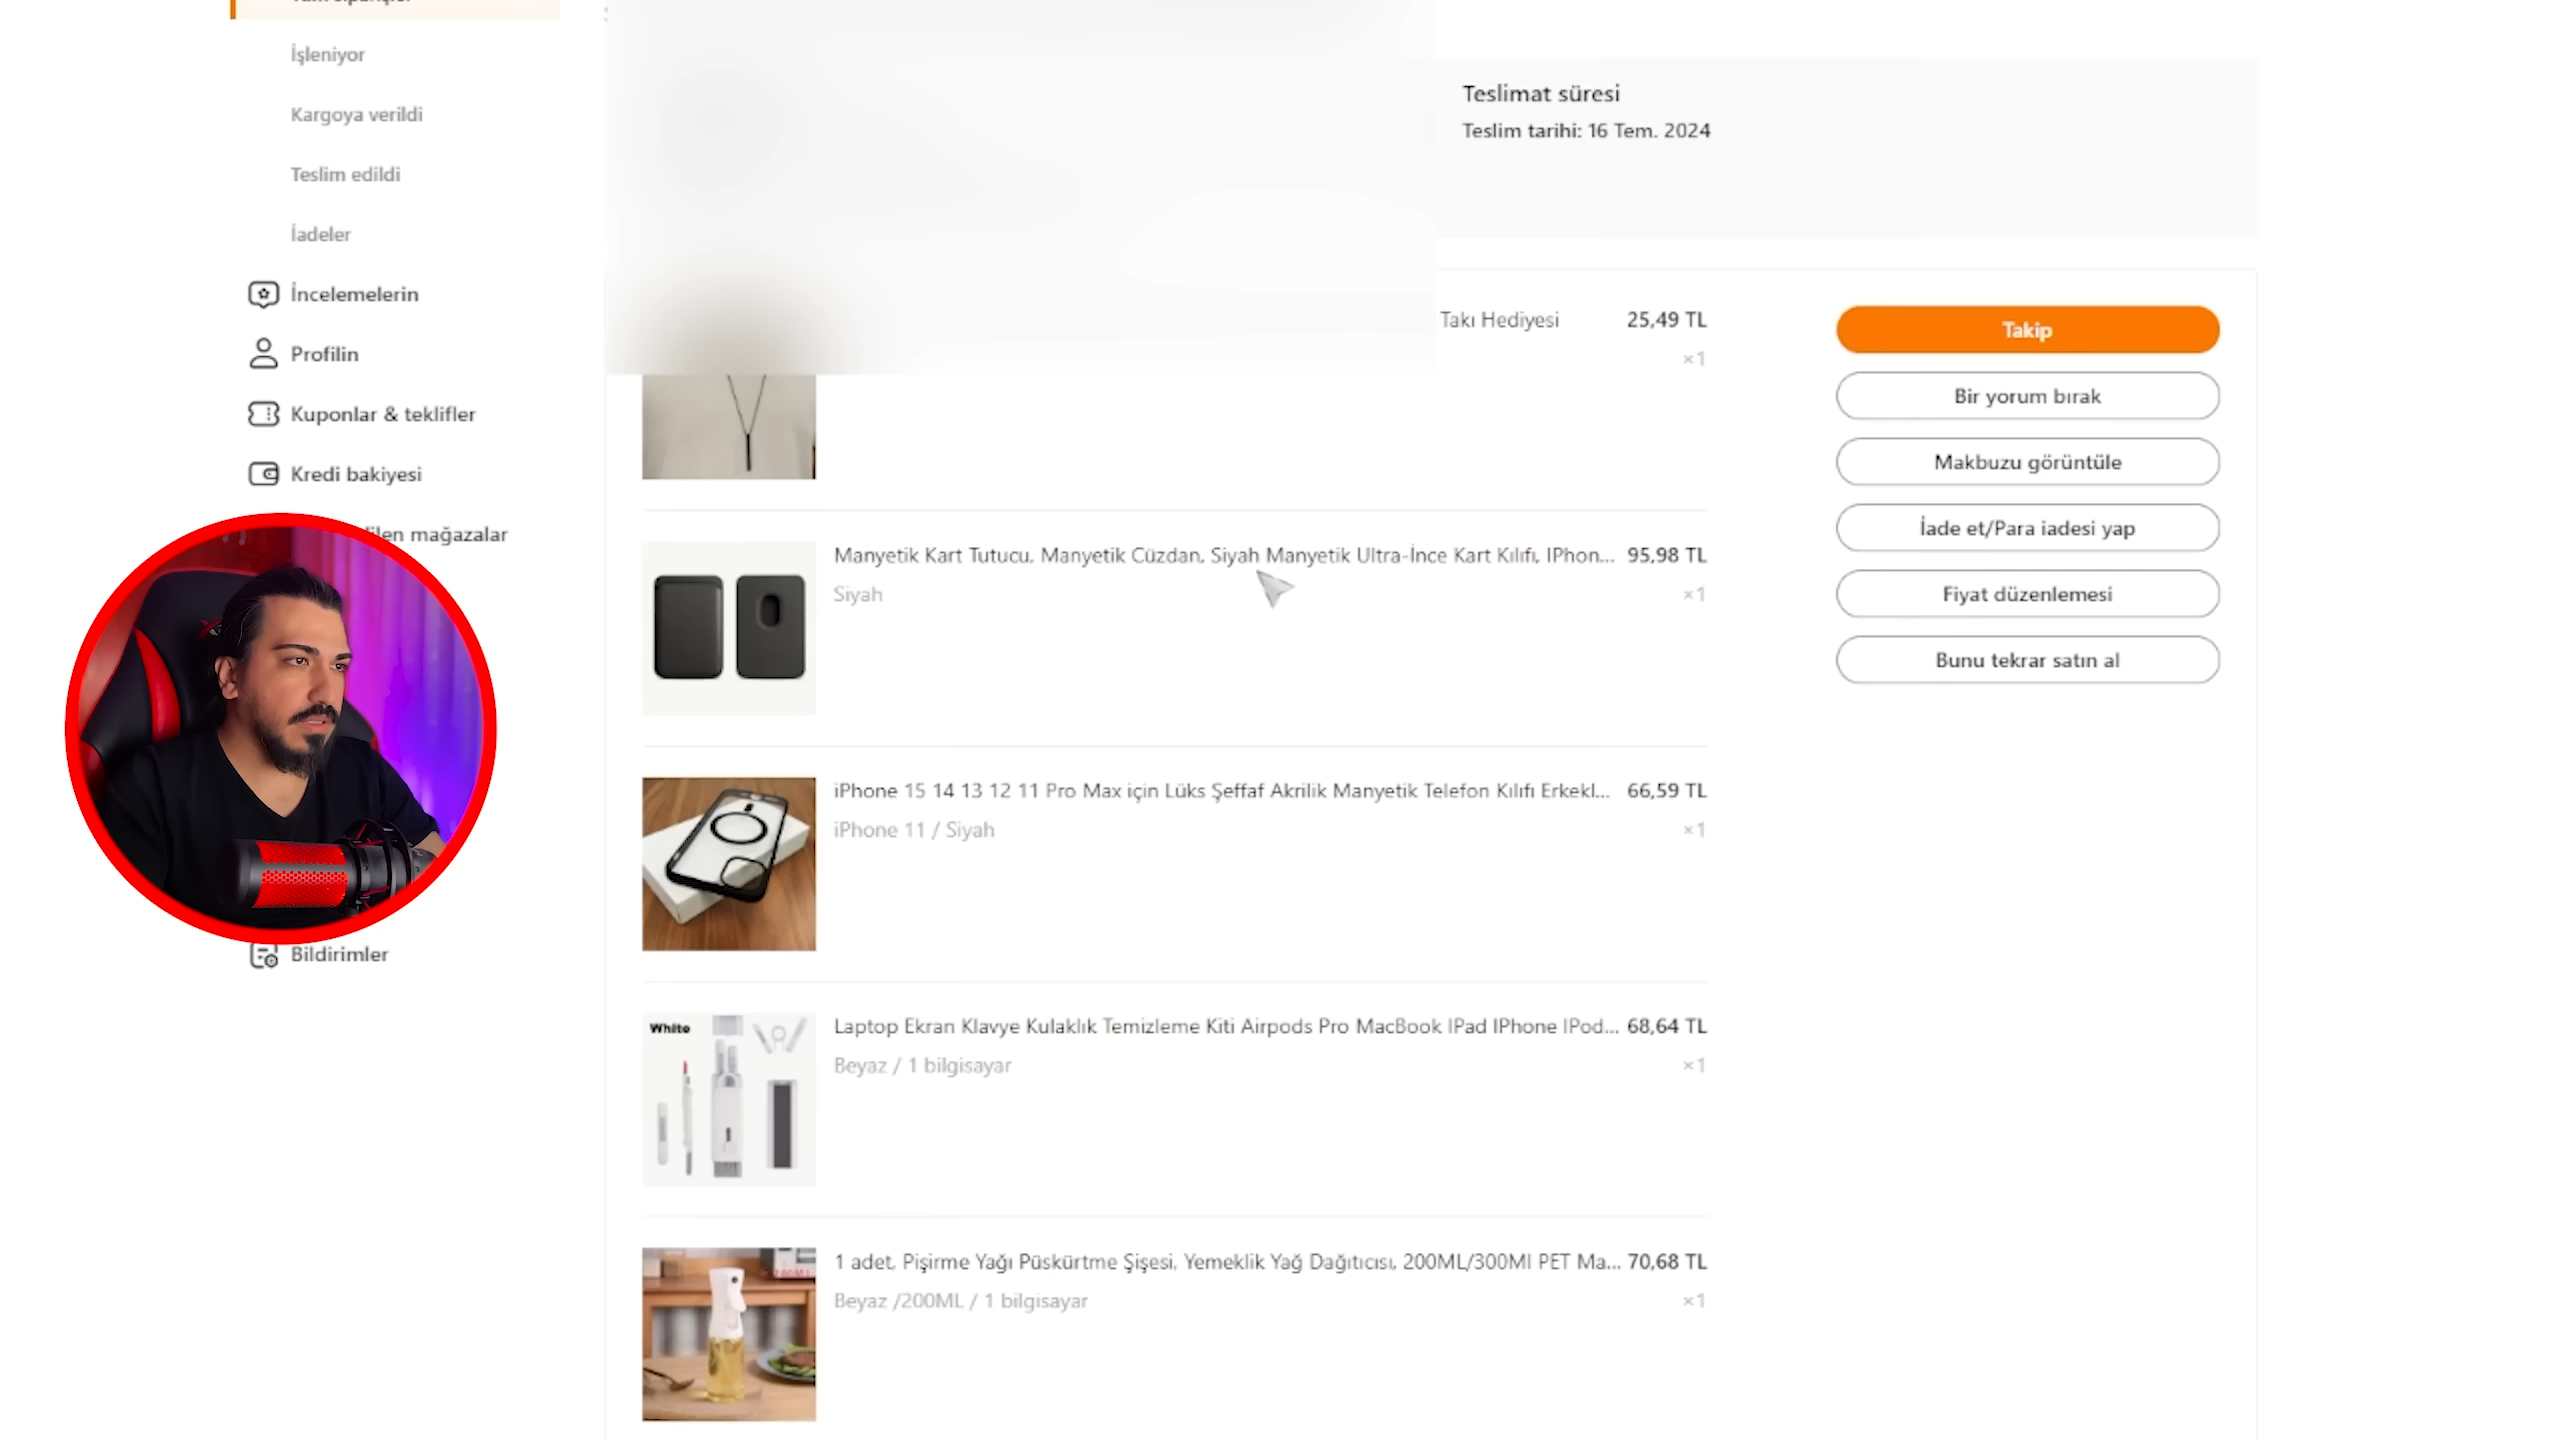 İşleniyor
Kargoya verildi
Teslim edildi
İadeler
İncelemelerin
Profilin
Kuponlar & teklifler
Kredi bakiyesi
mağazalar
Bildirimler
Teslimat süresi
Teslim tarihi: 16 Tem. 2024
Takı Hediyesi 25,49 TL
×1
Manyetik Kart Tutucu, Manyetik Cüzdan, Siyah Manyetik Ultra-İnce Kart Kılıfı, IPhon... 95,98 TL
Siyah ×1
iPhone 15 14 13 12 11 Pro Max için Lüks Şeffaf Akrilik Manyetik Telefon Kılıfı Erkekl... 66,59 TL
iPhone 11 / Siyah ×1
White
Laptop Ekran Klavye Kulaklık Temizleme Kiti Airpods Pro MacBook IPad IPhone IPod... 68,64 TL
Beyaz / 1 bilgisayar ×1
1 adet, Pişirme Yağı Püskürtme Şişesi, Yemeklik Yağ Dağıtıcısı, 200ML/300Ml PET Ma... 70,68 TL
Beyaz /200ML / 1 bilgisayar ×1
Takip
Bir yorum bırak
Makbuzu görüntüle
İade et/Para iadesi yap
Fiyat düzenlemesi
Bunu tekrar satın al